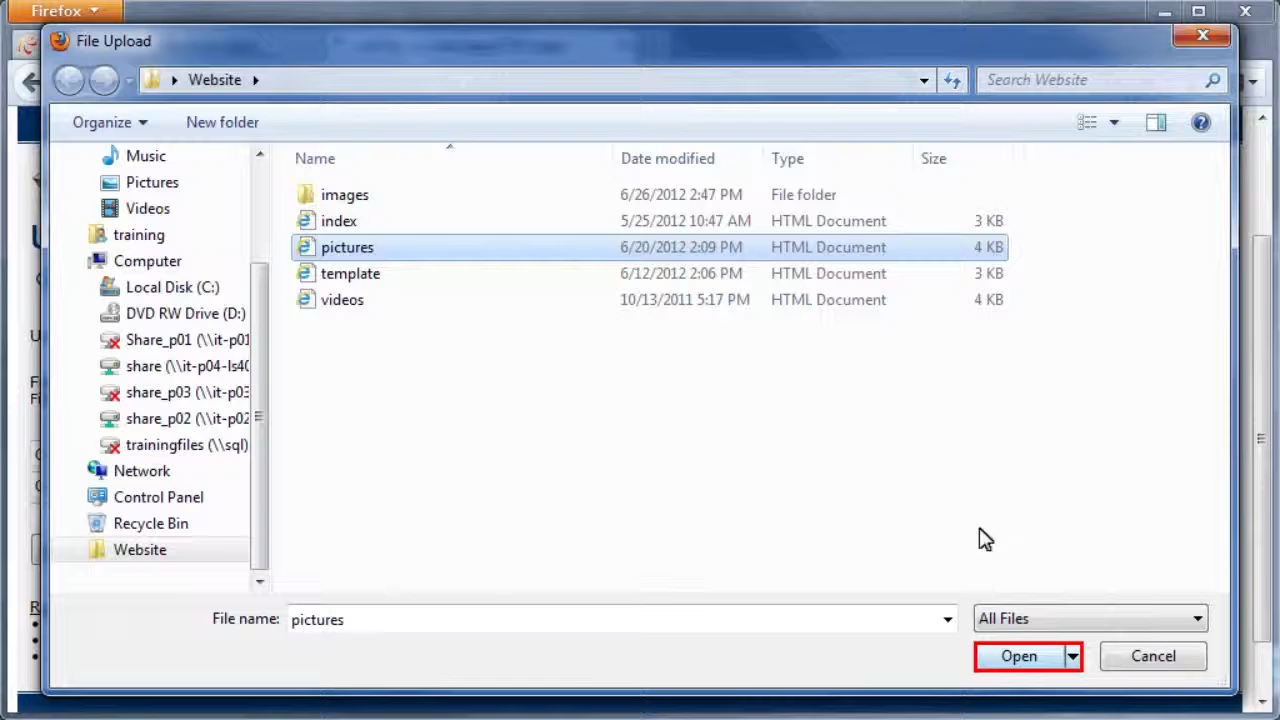 Firefox
File Upload
Website
Search Website
Organize
New folder
Name
Date modified
Type
Size
Music
Pictures
Videos
training
Computer
Local Disk (C:)
DVD RW Drive (D:)
Share_p01 (\\it-p01
share (\\it-p04-ls40
share_p03 (\\it-p03
share_p02 (\\it-p02
trainingfiles (\\sql)
Network
Control Panel
Recycle Bin
Website
images 6/26/2012 2:47 PM File folder
index 5/25/2012 10:47 AM HTML Document 3 KB
pictures 6/20/2012 2:09 PM HTML Document 4 KB
template 6/12/2012 2:06 PM HTML Document 3 KB
videos 10/13/2011 5:17 PM HTML Document 4 KB
File name: pictures
All Files
Open
Cancel